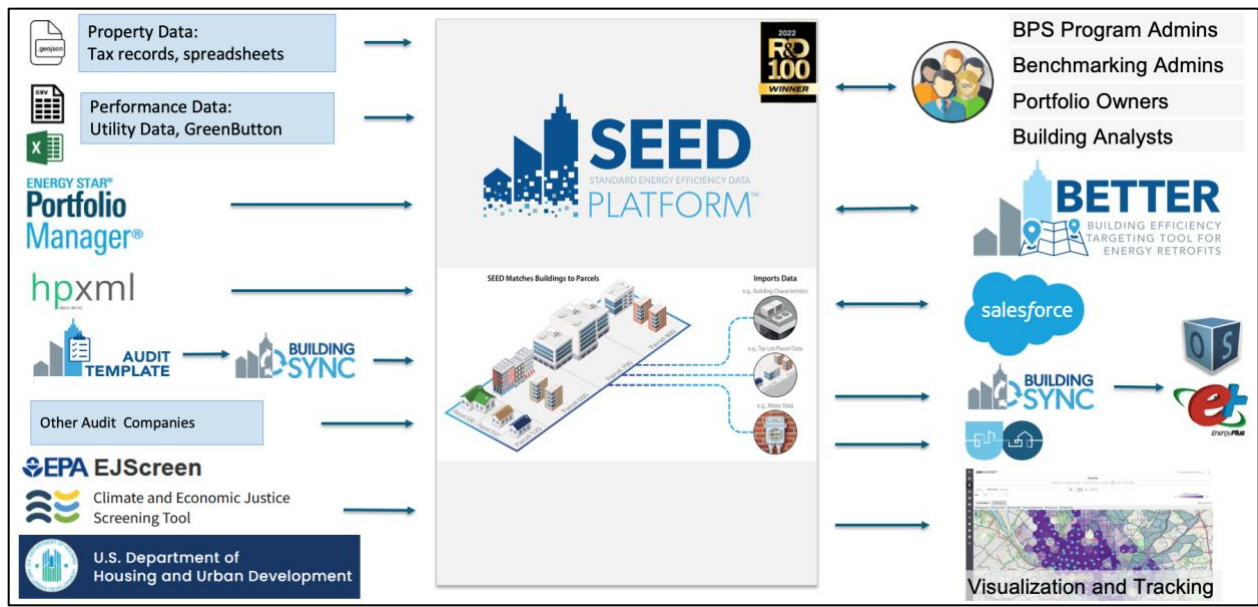 .geojson
Property Data:
Tax records, spreadsheets
CSV
Performance Data:
Utility Data, GreenButton
X
ENERGY STAR®
Portfolio
Manager®
hpxml
AUDIT
TEMPLATE
BUILDING
SYNC
Other Audit Companies
EPA EJScreen
Climate and Economic Justice
Screening Tool
U.S. Department of
Housing and Urban Development
2022
R&D
100
WINNER
SEED
STANDARD ENERGY EFFICIENCY DATA
PLATFORM™
SEED Matches Buildings to Parcels
Imports Data
e.g., Building Characteristics
e.g., Tax Lot/Parcel Data
e.g., Meter Data
BPS Program Admins
Benchmarking Admins
Portfolio Owners
Building Analysts
BETTER
BUILDING EFFICIENCY
TARGETING TOOL FOR
ENERGY RETROFITS
salesforce
BUILDING
SYNC
O S
e+
EnergyPlus
Visualization and Tracking